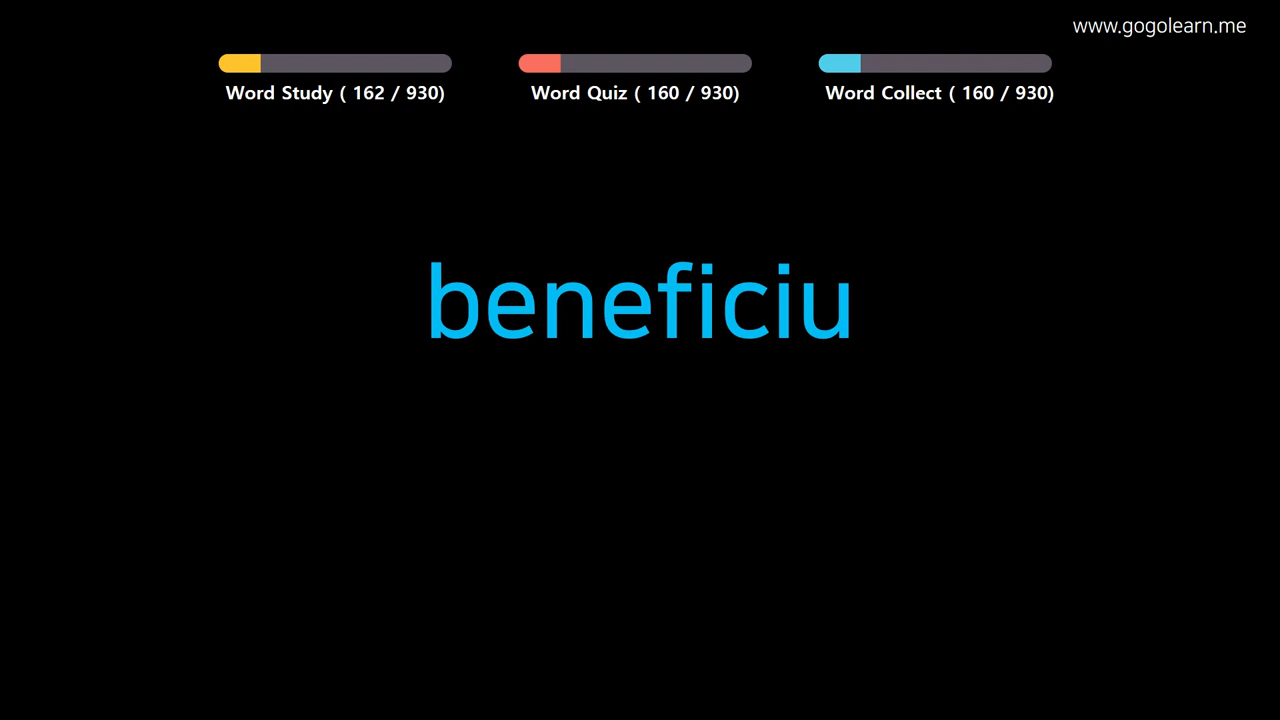 www.gogolearn.me
Word Study ( 162 / 930)
Word Quiz ( 160 / 930)
Word Collect ( 160 / 930)
beneficiu